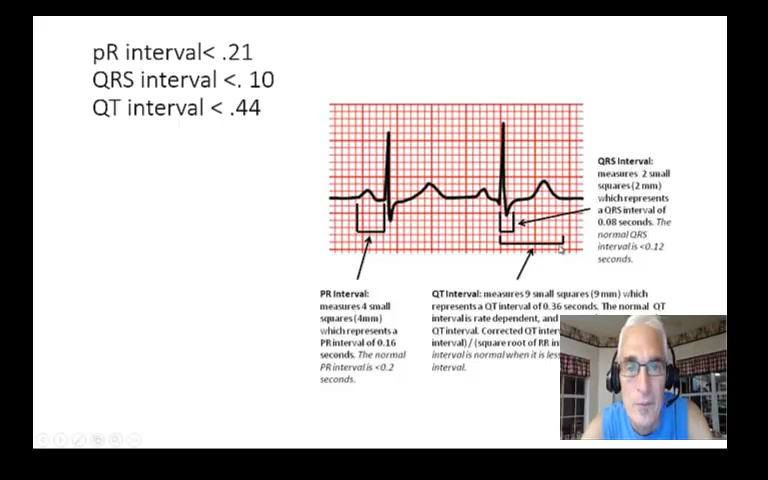 pR interval< .21
QRS interval <. 10
QT interval < .44
QRS Interval:
measures 2 small
squares (2 mm)
which represents
a QRS interval of
0.08 seconds. The
normal QRS
interval is <0.12
seconds.
PR Interval:
measures 4 small
squares (4mm)
which represents a
PR interval of 0.16
seconds. The normal
PR interval is <0.2
seconds.
QT Interval: measures 9 small squares (9 mm) which
represents a QT interval of 0.36 seconds. The normal QT
interval is rate dependent, and
QT interval. Corrected QT
interval) / (square root of RR
interval is normal when it is
interval.